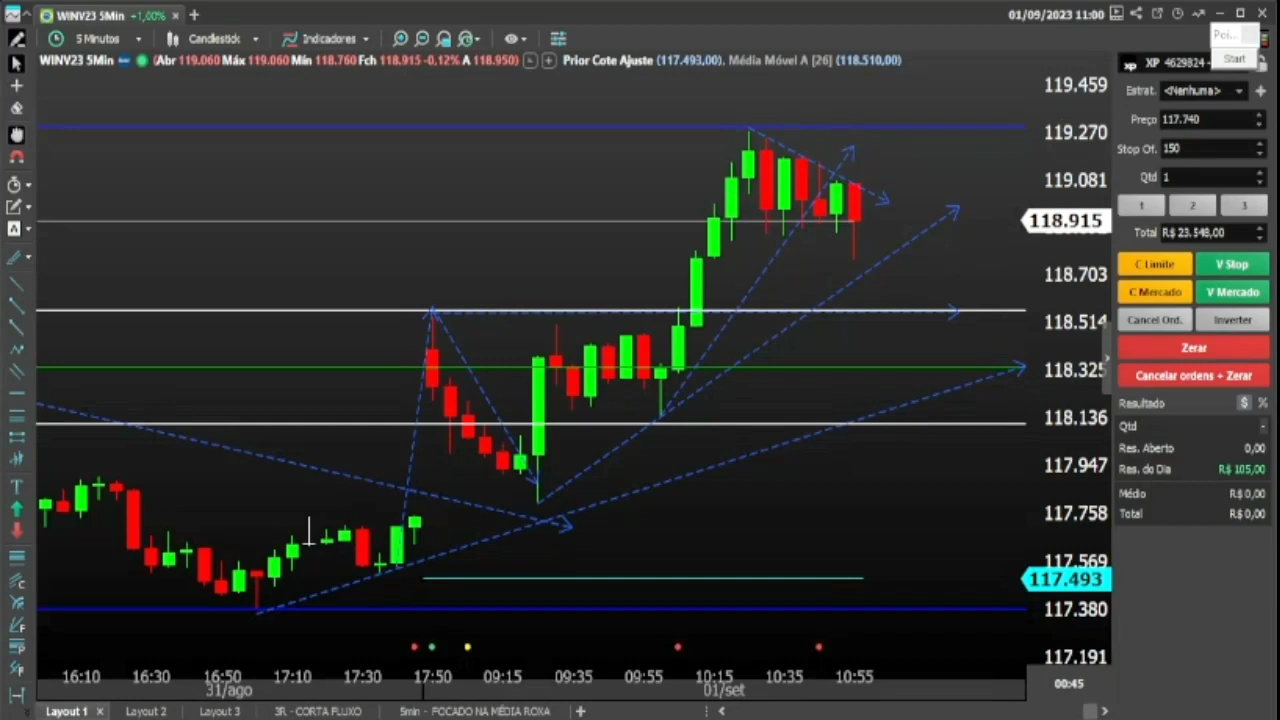 WINV23 5Min +1,00%
01/09/2023 11:00
5 Minutos Candlestick Indicadores
Poi...
Start
WINV23 5Min (Abr 119.060 Máx 119.060 Mín 118.760 Fch 118.915 -0,12% A 118.950) Prior Cote Ajuste (117.493,00). Média Móvel A [26] (118.510,00)
XP XP 4629824 -
Estrat. <Nenhuma>
Preço 117.740
Stop Of. 150
Qtd 1
1 2 3
Total R$ 23.548,00
C Limite V Stop
C Mercado V Mercado
Cancel Ord. Inverter
Zerar
Cancelar ordens + Zerar
Resultado $ %
Qtd -
Res. Aberto 0,00
Res. do Dia R$ 105,00
Médio R$ 0,00
Total R$ 0,00
119.459
119.270
119.081
118.915
118.703
118.514
118.325
118.136
117.947
117.758
117.569
117.493
117.380
117.191
16:10 16:30 16:50 17:10 17:30 17:50 09:15 09:35 09:55 10:15 10:35 10:55
31/ago 01/set
00:45
Layout 1 Layout 2 Layout 3 3R - CORTA FLUXO 5min - FOCADO NA MÉDIA ROXA